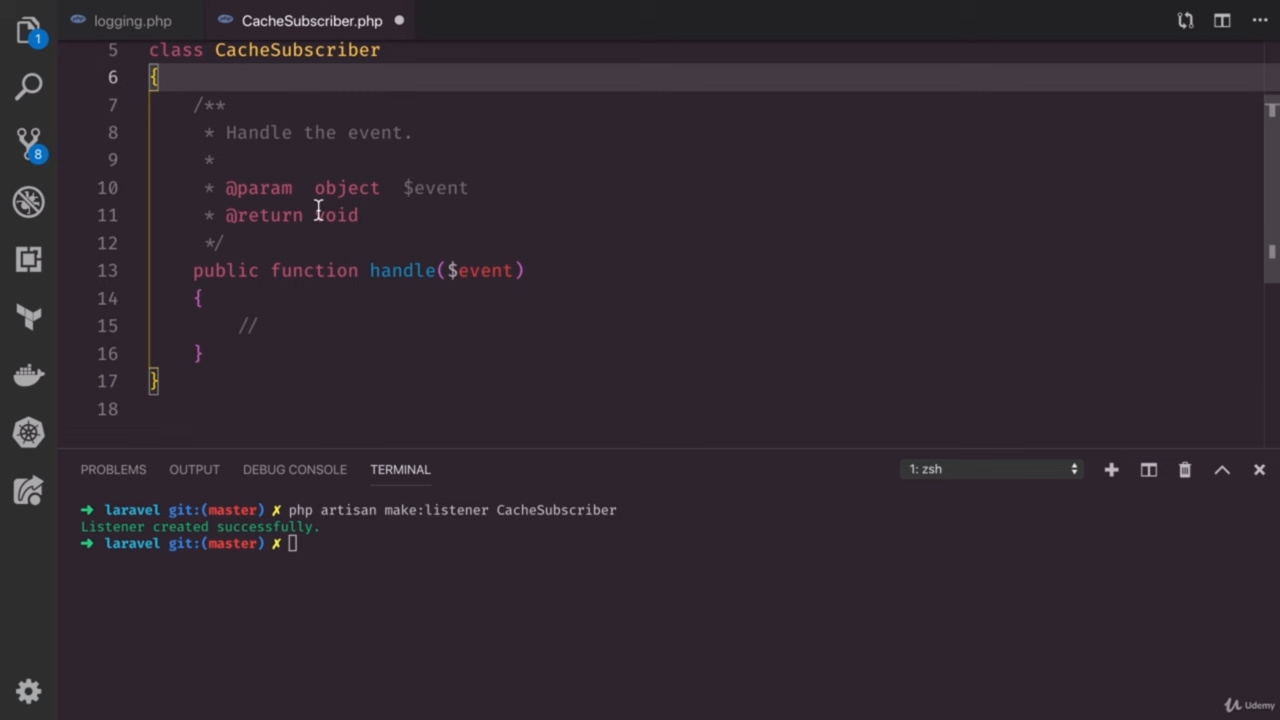 logging.php
CacheSubscriber.php
1
8
5 class CacheSubscriber
6 {
7 /**
8 * Handle the event.
9 *
10 * @param object $event
11 * @return void
12 */
13 public function handle($event)
14 {
15 //
16 }
17 }
18
PROBLEMS OUTPUT DEBUG CONSOLE TERMINAL 1: zsh
➜ laravel git:(master) ✗ php artisan make:listener CacheSubscriber
Listener created successfully.
➜ laravel git:(master) ✗
Udemy